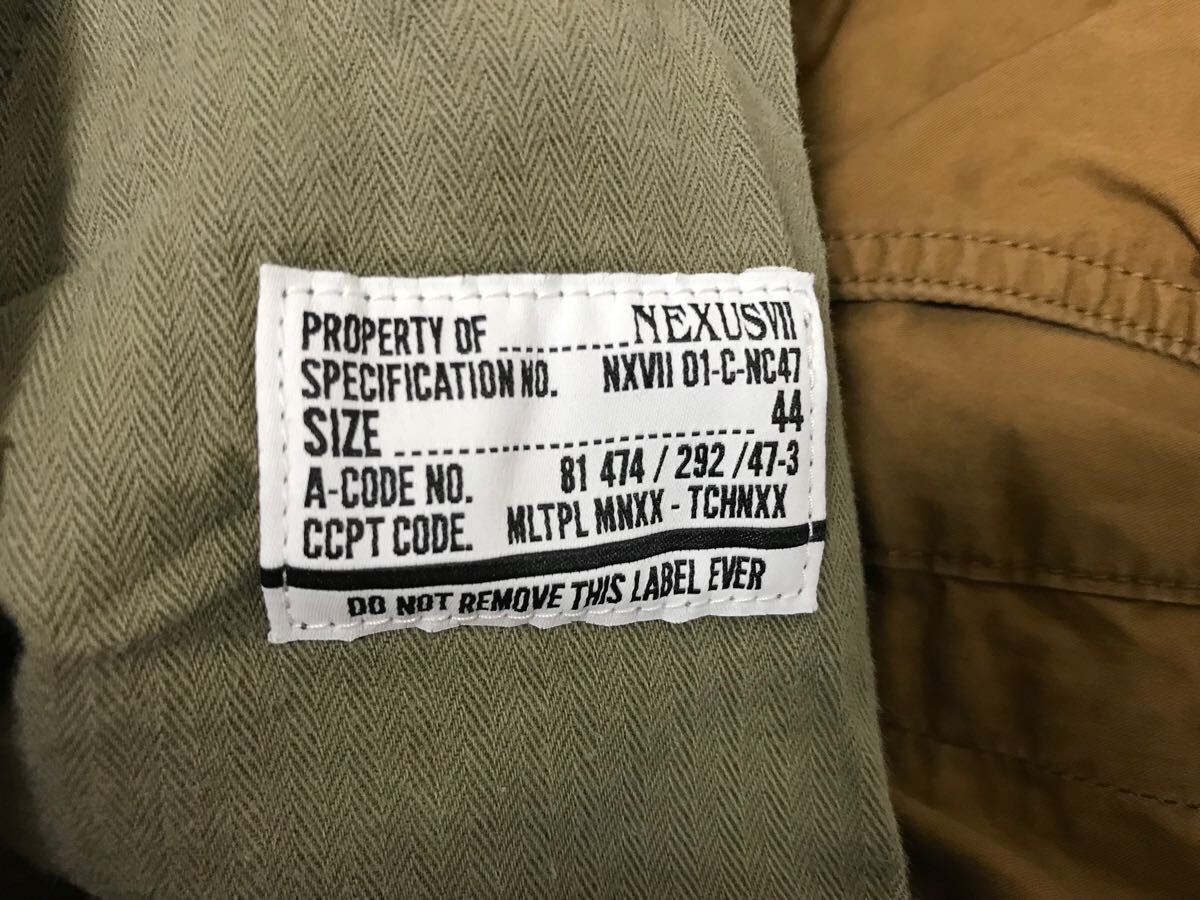 PROPERTY OF ............ NEXUSVII
SPECIFICATION NO. NXVII 01-C-NC47
SIZE ................................ 44
A-CODE NO. 81 474 / 292 /47-3
CCPT CODE. MLTPL MNXX - TCHNXX
DO NOT REMOVE THIS LABEL EVER